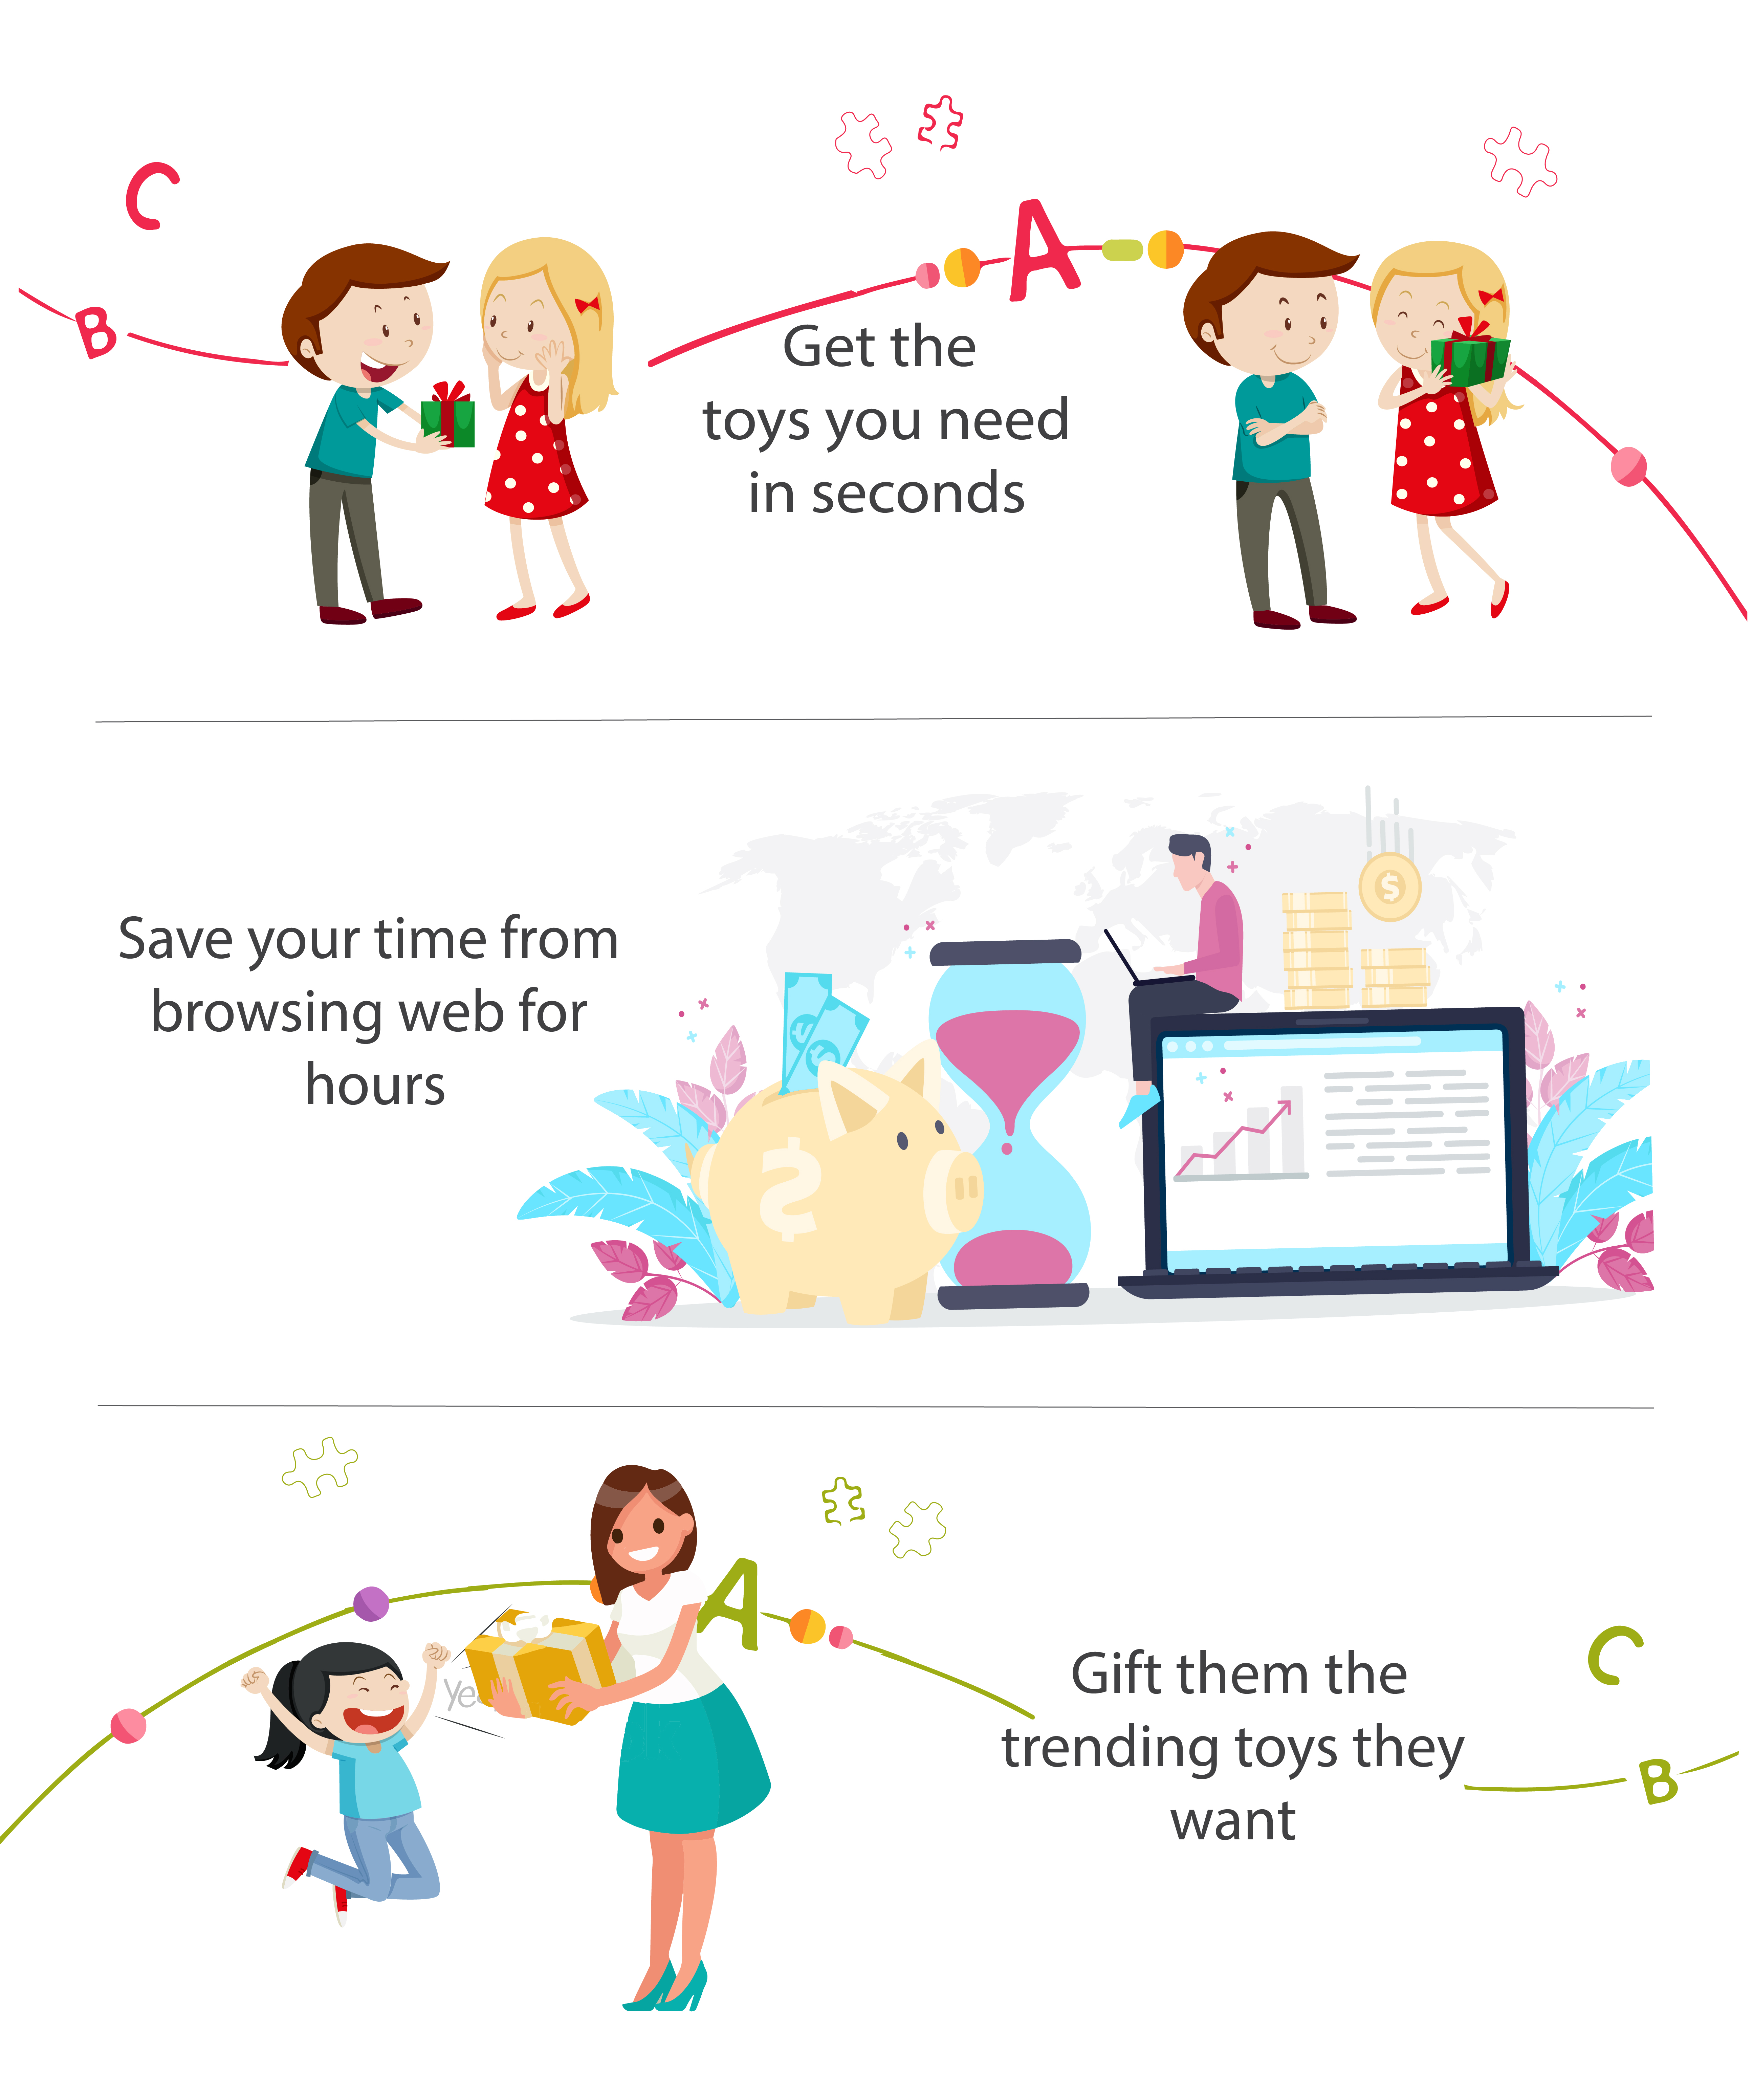 C
B
A
Get the
toys you need
in seconds
Save your time from
browsing web for
hours
$
$
A
Gift them the
trending toys they
want
C
B